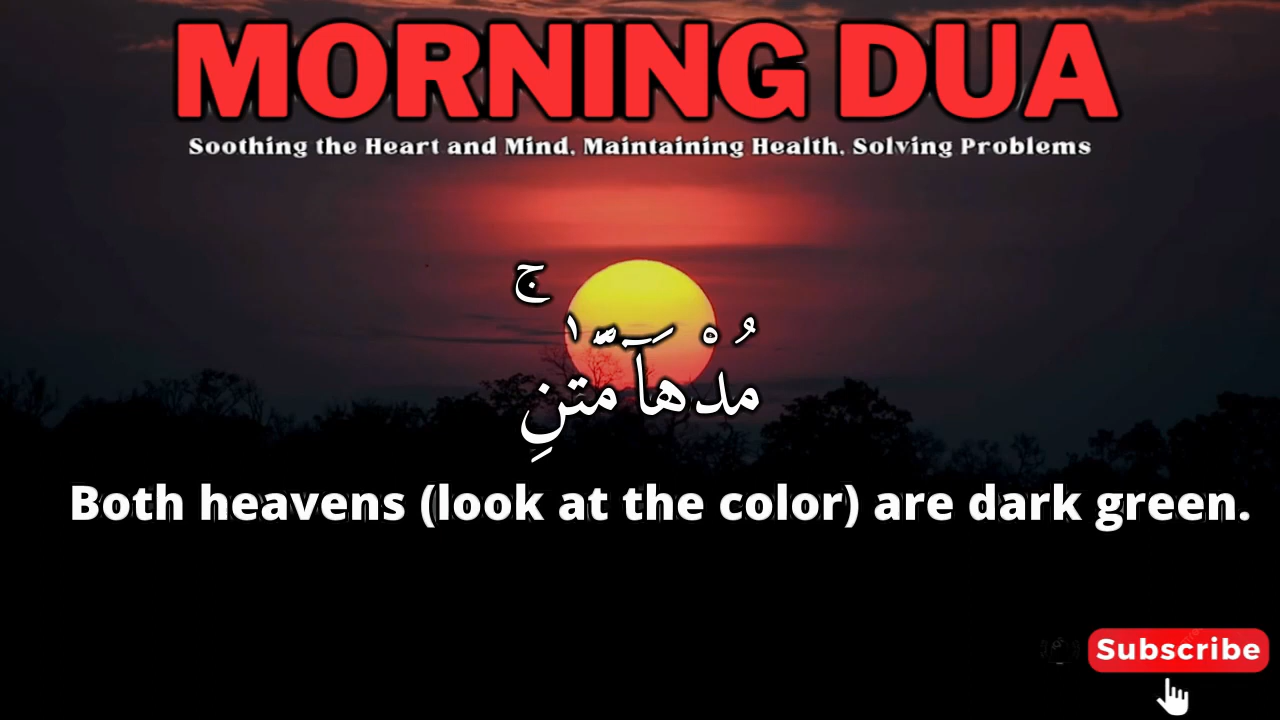 MORNING DUA
Soothing the Heart and Mind, Maintaining Health, Solving Problems
مُدْهَاۤمَّتٰنِۚ
Both heavens (look at the color) are dark green.
Subscribe